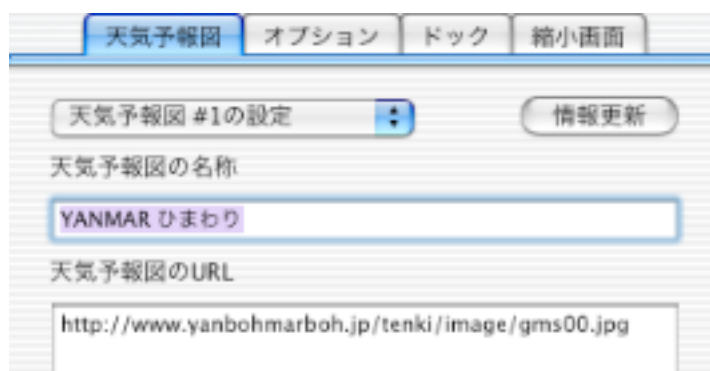 天気予報図 オプション ドック 縮小画面
天気予報図 #1の設定 情報更新
天気予報図の名称
YANMAR ひまわり
天気予報図のURL
http://www.yanbohmarboh.jp/tenki/image/gms00.jpg